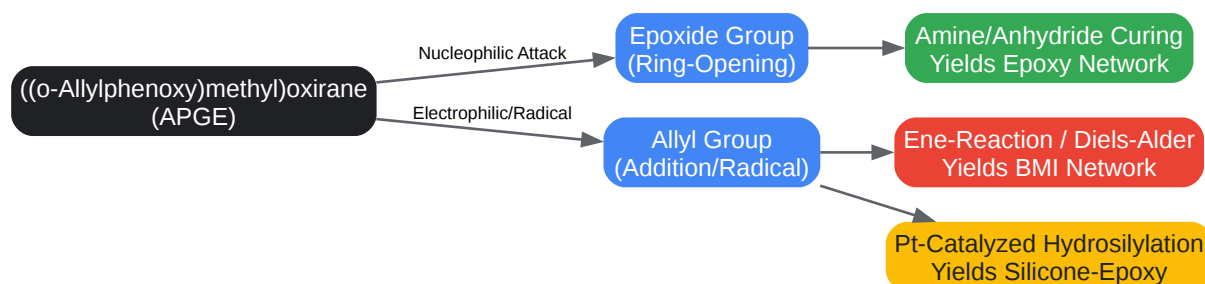 ((o-Allylphenoxy)methyl)oxirane
(APGE)
Nucleophilic Attack
Electrophilic/Radical
Epoxide Group
(Ring-Opening)
Allyl Group
(Addition/Radical)
Amine/Anhydride Curing
Yields Epoxy Network
Ene-Reaction / Diels-Alder
Yields BMI Network
Pt-Catalyzed Hydrosilylation
Yields Silicone-Epoxy